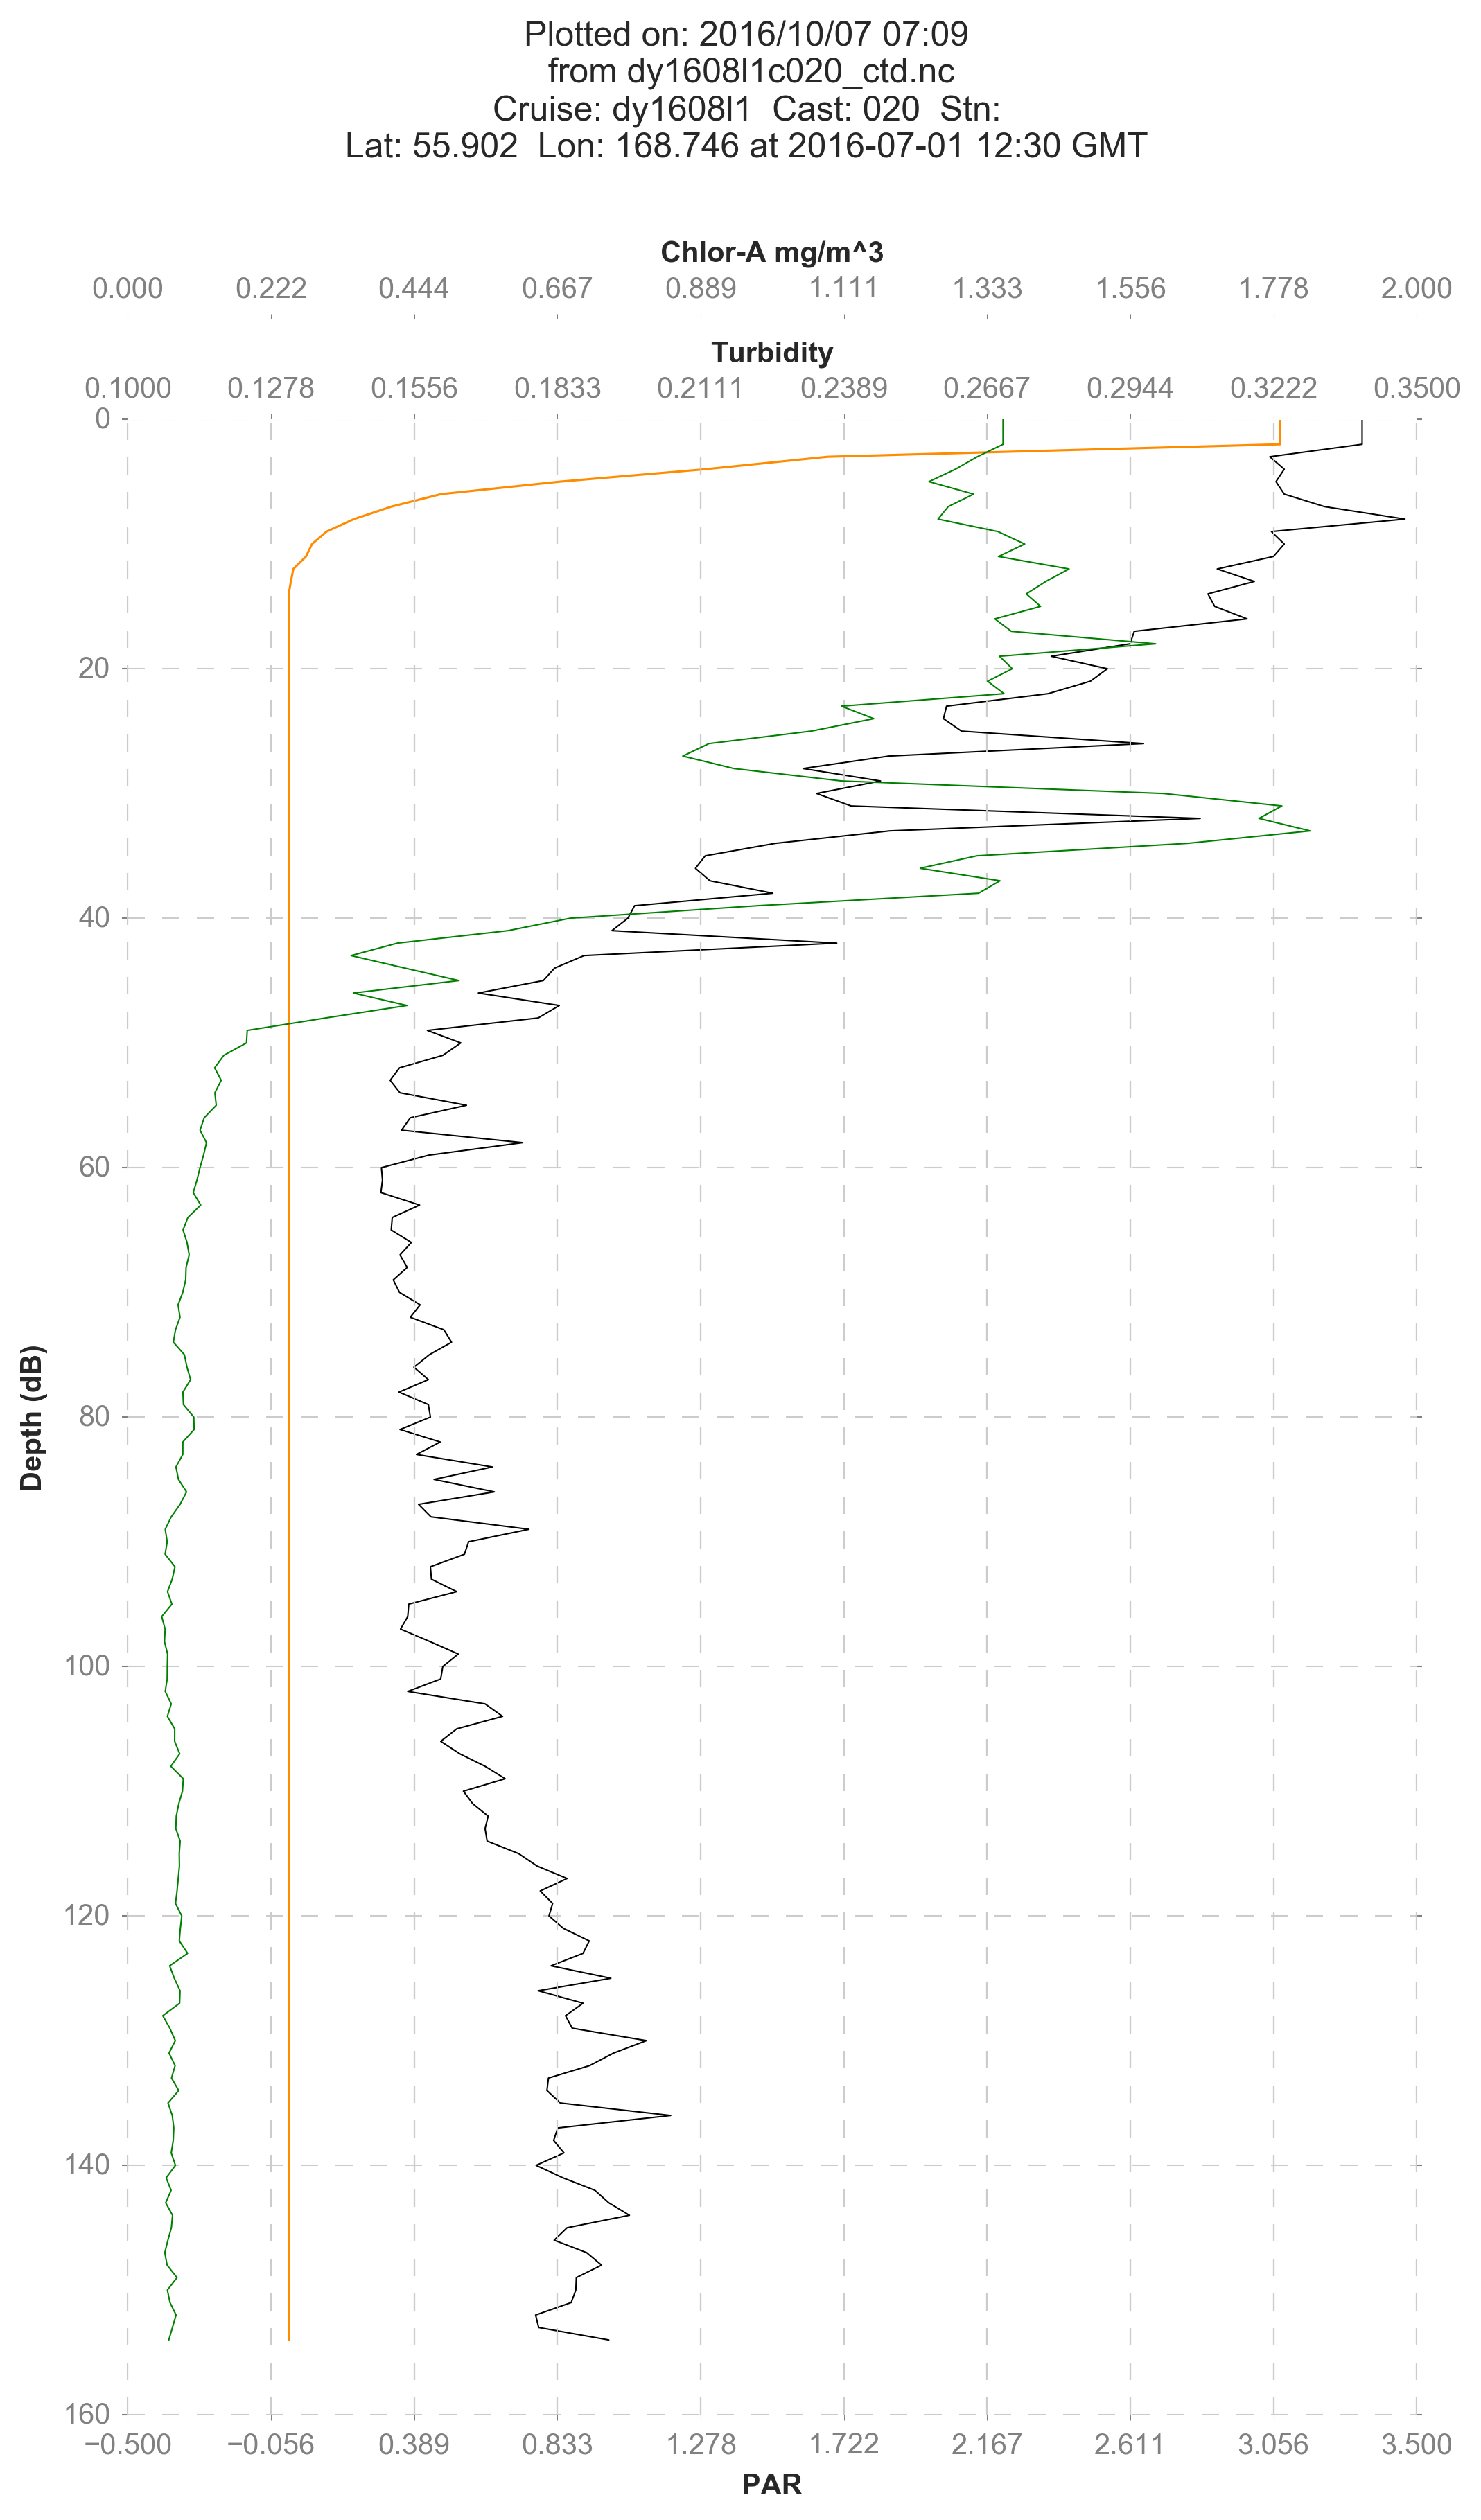 Plotted on: 2016/10/07 07:09
from dy1608l1c020_ctd.nc
Cruise: dy1608l1  Cast: 020  Stn:
Lat: 55.902  Lon: 168.746 at 2016-07-01 12:30 GMT
Chlor-A mg/m^3
0.000 0.222 0.444 0.667 0.889 1.111 1.333 1.556 1.778 2.000
Turbidity
0.1000 0.1278 0.1556 0.1833 0.2111 0.2389 0.2667 0.2944 0.3222 0.3500
0
20
40
60
80
100
120
140
160
Depth (dB)
−0.500 −0.056 0.389 0.833 1.278 1.722 2.167 2.611 3.056 3.500
PAR